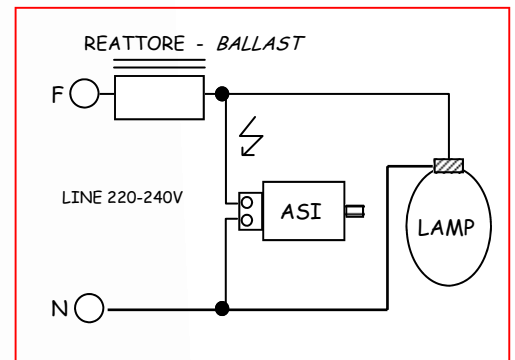 REATTORE - BALLAST
F
LINE 220-240V
ASI
LAMP
N